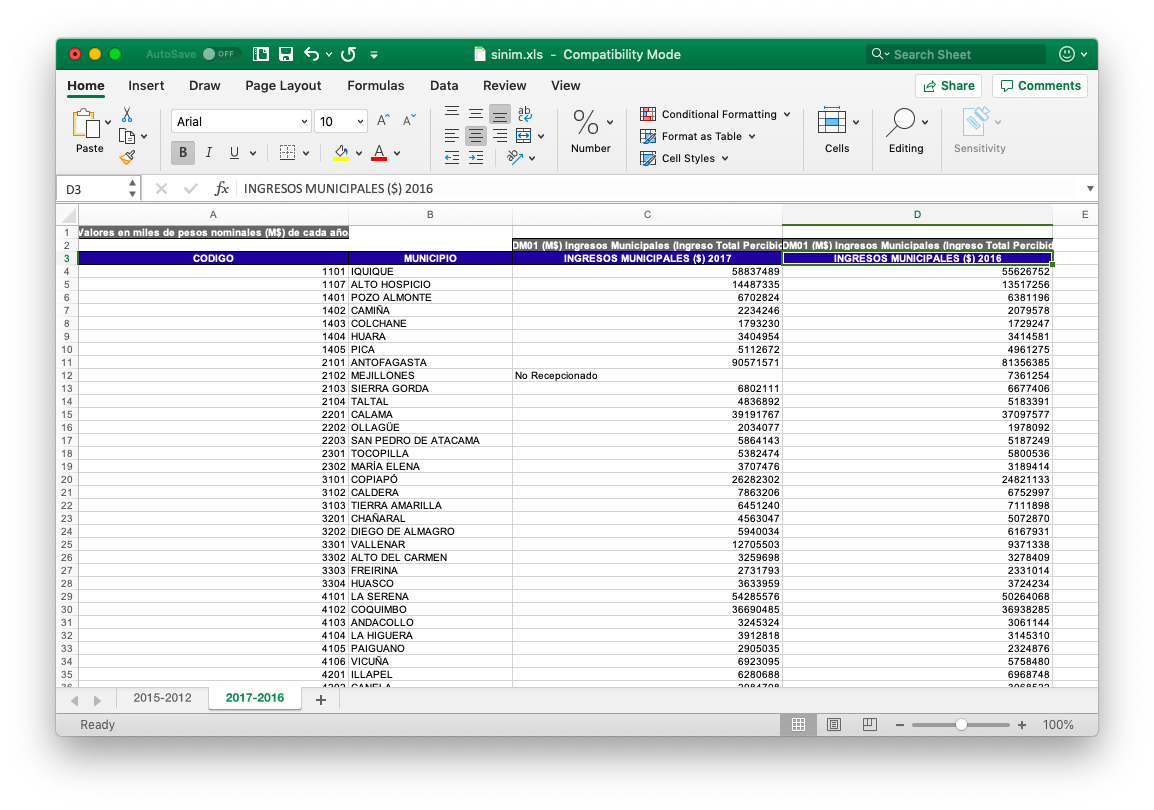 AutoSave OFF sinim.xls - Compatibility Mode Search Sheet
Home Insert Draw Page Layout Formulas Data Review View Share Comments
Paste Arial 10 A A ab Number Conditional Formatting Cells Editing Sensitivity
B I U A Format as Table
Cell Styles
D3 fx INGRESOS MUNICIPALES ($) 2016
A B C D E
1 Valores en miles de pesos nominales (M$) de cada año.
2 DM01 (M$) Ingresos Municipales (Ingreso Total Percibid DM01 (M$) Ingresos Municipales (Ingreso Total Percibid
3 CODIGO MUNICIPIO INGRESOS MUNICIPALES ($) 2017 INGRESOS MUNICIPALES ($) 2016
4 1101 IQUIQUE 58837489 55626752
5 1107 ALTO HOSPICIO 14487335 13517256
6 1401 POZO ALMONTE 6702824 6381196
7 1402 CAMIÑA 2234246 2079578
8 1403 COLCHANE 1793230 1729247
9 1404 HUARA 3404954 3414581
10 1405 PICA 5112672 4961275
11 2101 ANTOFAGASTA 90571571 81356385
12 2102 MEJILLONES No Recepcionado 7361254
13 2103 SIERRA GORDA 6802111 6677406
14 2104 TALTAL 4836892 5183391
15 2201 CALAMA 39191767 37097577
16 2202 OLLAGÜE 2034077 1978092
17 2203 SAN PEDRO DE ATACAMA 5864143 5187249
18 2301 TOCOPILLA 5382474 5800536
19 2302 MARÍA ELENA 3707476 3189414
20 3101 COPIAPÓ 26282302 24821133
21 3102 CALDERA 7863206 6752997
22 3103 TIERRA AMARILLA 6451240 7111898
23 3201 CHAÑARAL 4563047 5072870
24 3202 DIEGO DE ALMAGRO 5940034 6167931
25 3301 VALLENAR 12705503 9371338
26 3302 ALTO DEL CARMEN 3259698 3278409
27 3303 FREIRINA 2731793 2331014
28 3304 HUASCO 3633959 3724234
29 4101 LA SERENA 54285576 50264068
30 4102 COQUIMBO 36690485 36938285
31 4103 ANDACOLLO 3245324 3061144
32 4104 LA HIGUERA 3912818 3145310
33 4105 PAIGUANO 2905035 2324876
34 4106 VICUÑA 6923095 5758480
35 4201 ILLAPEL 6280688 6968748
2015-2012 2017-2016 +
Ready 100%